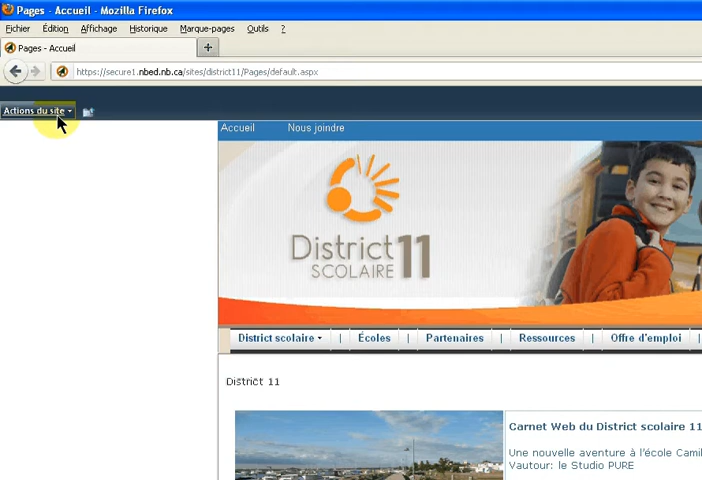 Pages - Accueil - Mozilla Firefox
Fichier Édition Affichage Historique Marque-pages Outils ?
Pages - Accueil +
https://secure1.nbed.nb.ca/sites/district11/Pages/default.aspx
Actions du site
Accueil Nous joindre
District 11
SCOLAIRE
District scolaire | Écoles | Partenaires | Ressources | Offre d'emploi |
District 11
Carnet Web du District scolaire 11
Une nouvelle aventure à l'école Camil
Vautour: le Studio PURE